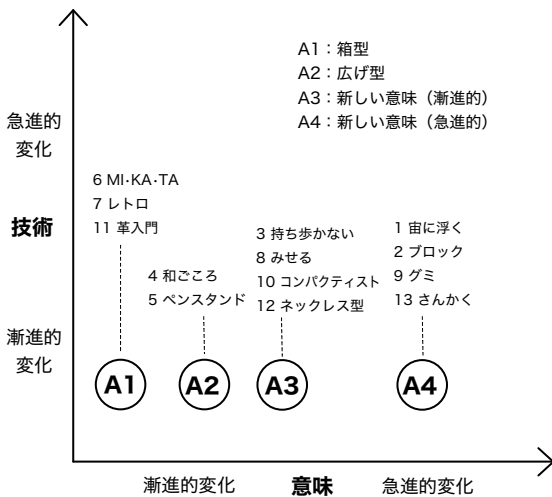 A1：箱型
A2：広げ型
A3：新しい意味（漸進的）
A4：新しい意味（急進的）
急進的
変化
技術
漸進的
変化
6 MI·KA·TA
7 レトロ
11 革入門
4 和ごころ
5 ペンスタンド
3 持ち歩かない
8 みせる
10 コンパクティスト
12 ネックレス型
1 宙に浮く
2 ブロック
9 グミ
13 さんかく
A1
A2
A3
A4
漸進的変化
意味
急進的変化